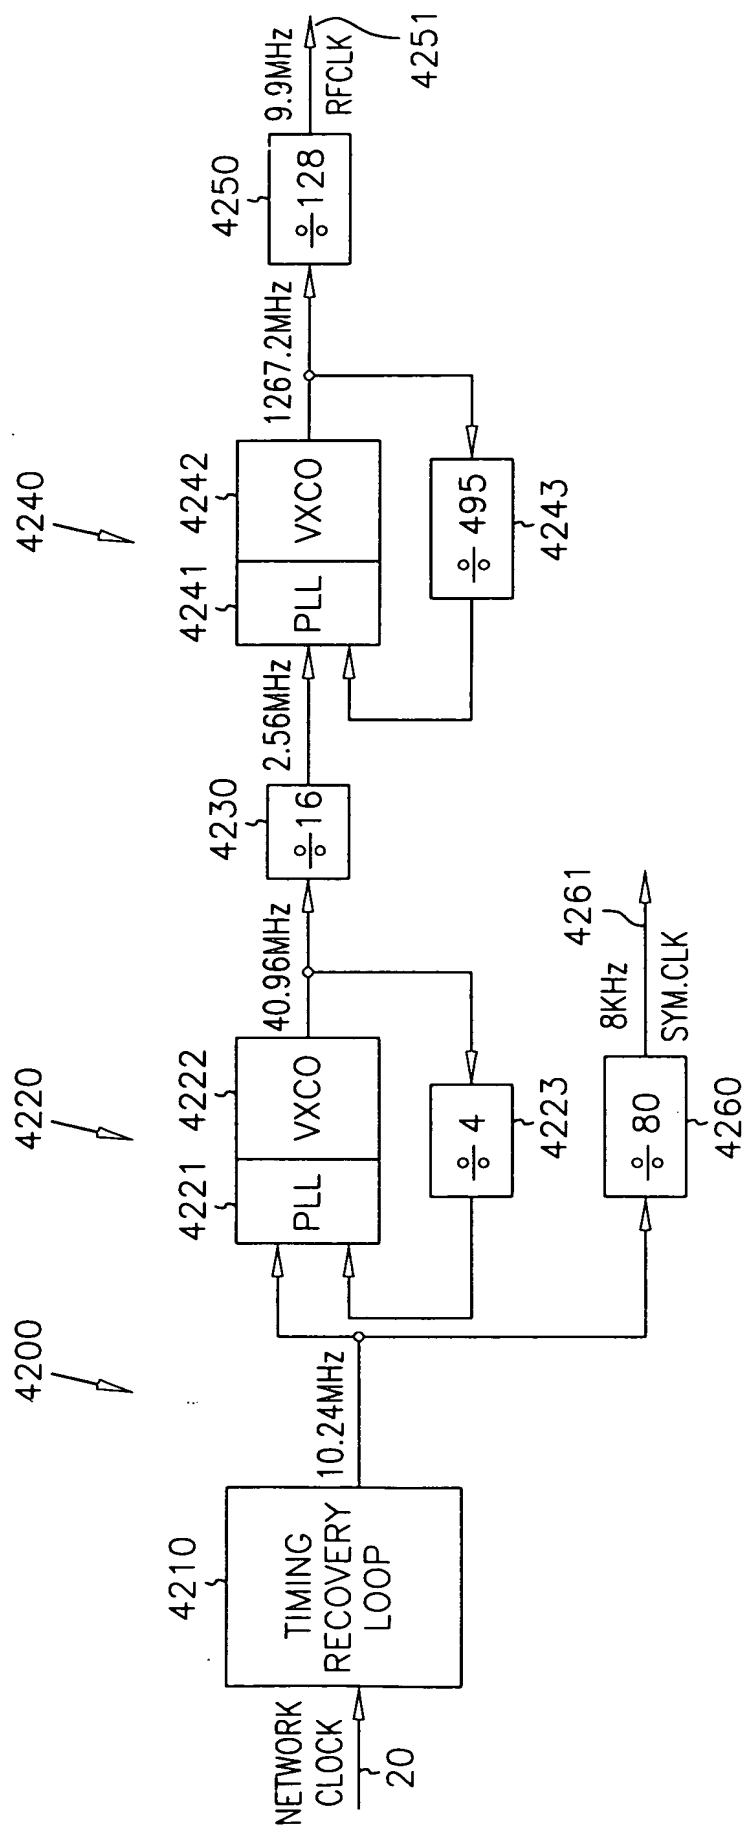 4200
4220
4240
NETWORK
CLOCK
20
4210
TIMING
RECOVERY
LOOP
10.24MHz
4221
4222
PLL
VXCO
÷ 4
4223
40.96MHz
4230
÷16
2.56MHz
4241
4242
PLL
VXCO
÷ 495
4243
1267.2MHz
4250
÷128
9.9MHz
RFCLK
4251
÷ 80
4260
8KHz
SYM.CLK
4261